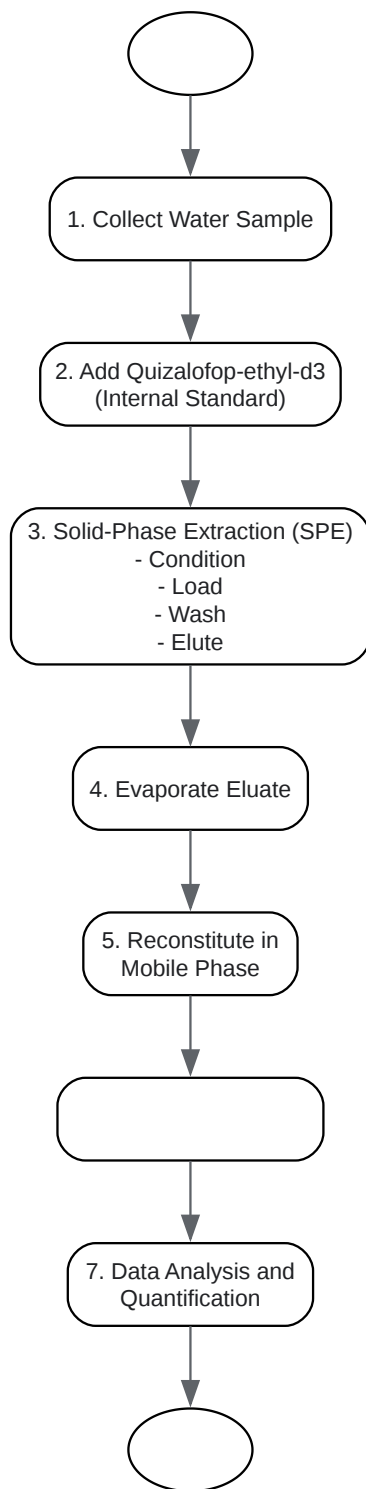 1. Collect Water Sample
2. Add Quizalofop-ethyl-d3
(Internal Standard)
3. Solid-Phase Extraction (SPE)
- Condition
- Load
- Wash
- Elute
4. Evaporate Eluate
5. Reconstitute in
Mobile Phase
7. Data Analysis and
Quantification